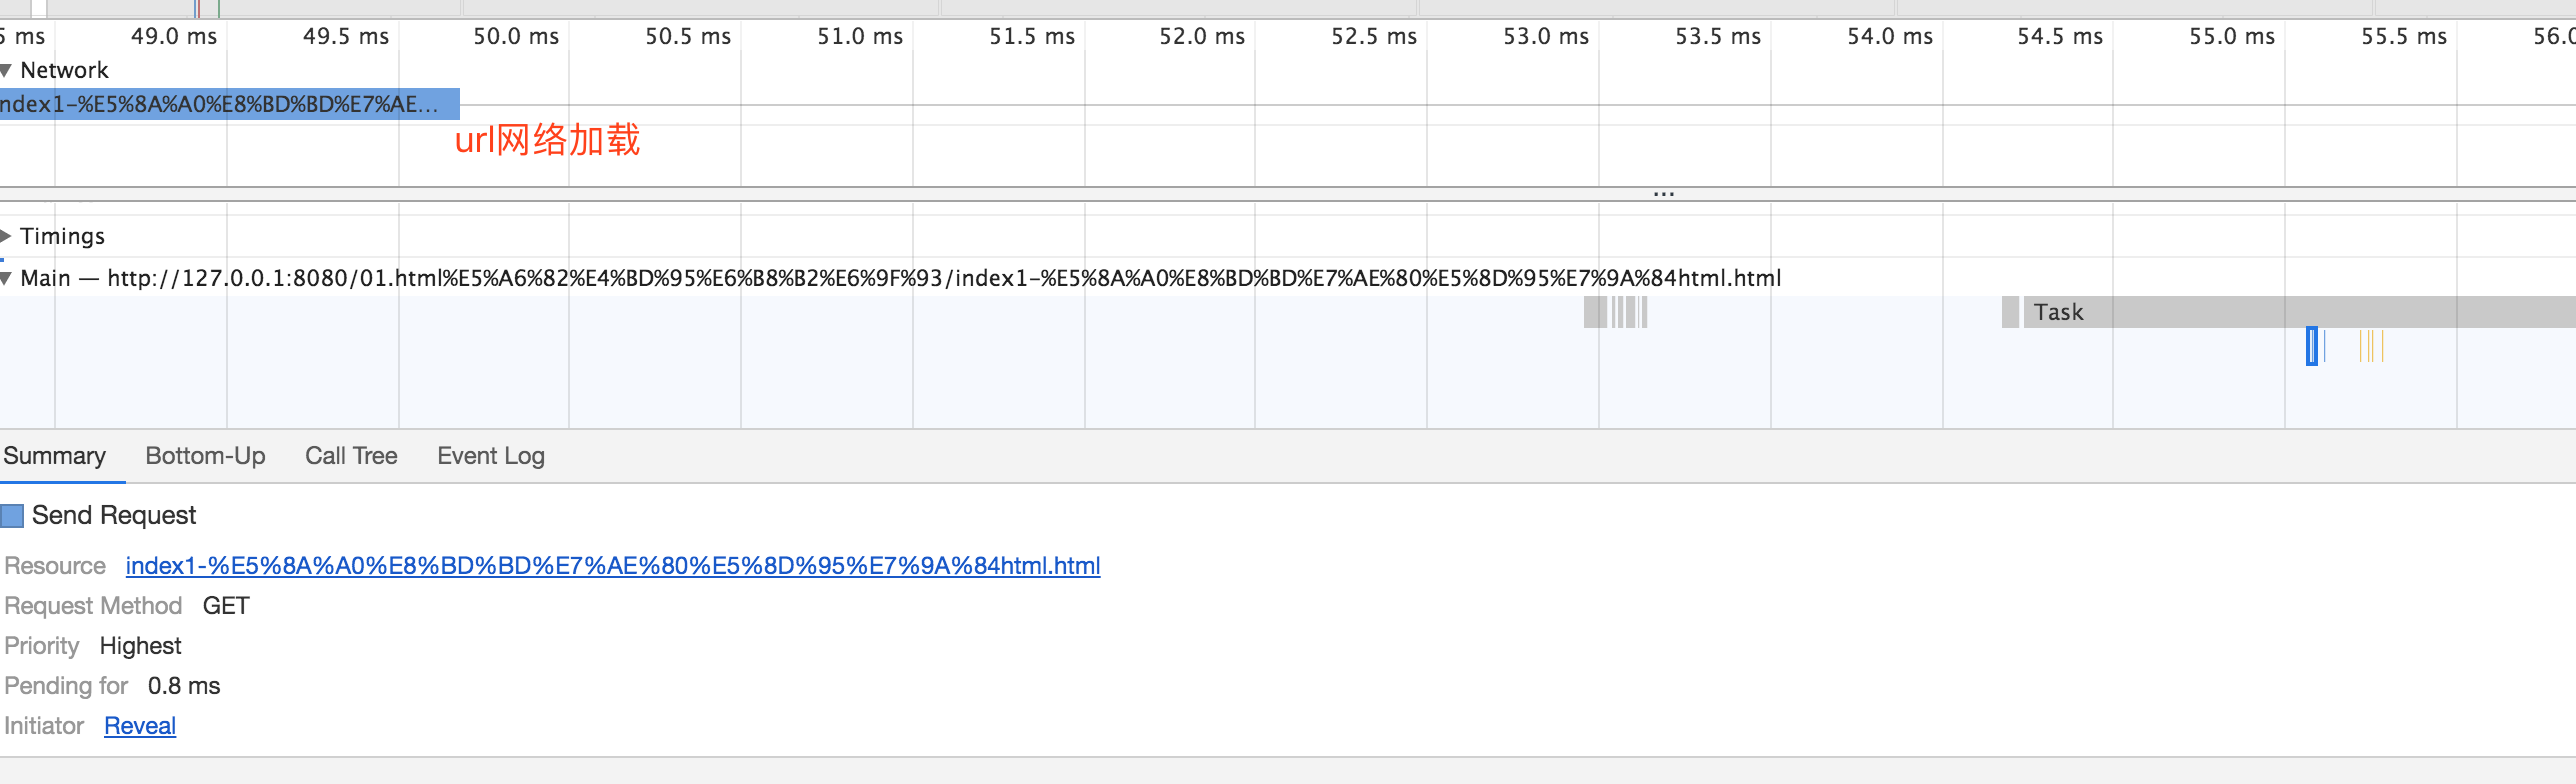 5 ms 49.0 ms 49.5 ms 50.0 ms 50.5 ms 51.0 ms 51.5 ms 52.0 ms 52.5 ms 53.0 ms 53.5 ms 54.0 ms 54.5 ms 55.0 ms 55.5 ms 56.0
Network
ndex1-%E5%8A%A0%E8%BD%BD%E7%AE...
url网络加载
...
Timings
Main — http://127.0.0.1:8080/01.html%E5%A6%82%E4%BD%95%E6%B8%B2%E6%9F%93/index1-%E5%8A%A0%E8%BD%BD%E7%AE%80%E5%8D%95%E7%9A%84html.html
Task
Summary Bottom-Up Call Tree Event Log
Send Request
Resource index1-%E5%8A%A0%E8%BD%BD%E7%AE%80%E5%8D%95%E7%9A%84html.html
Request Method GET
Priority Highest
Pending for 0.8 ms
Initiator Reveal